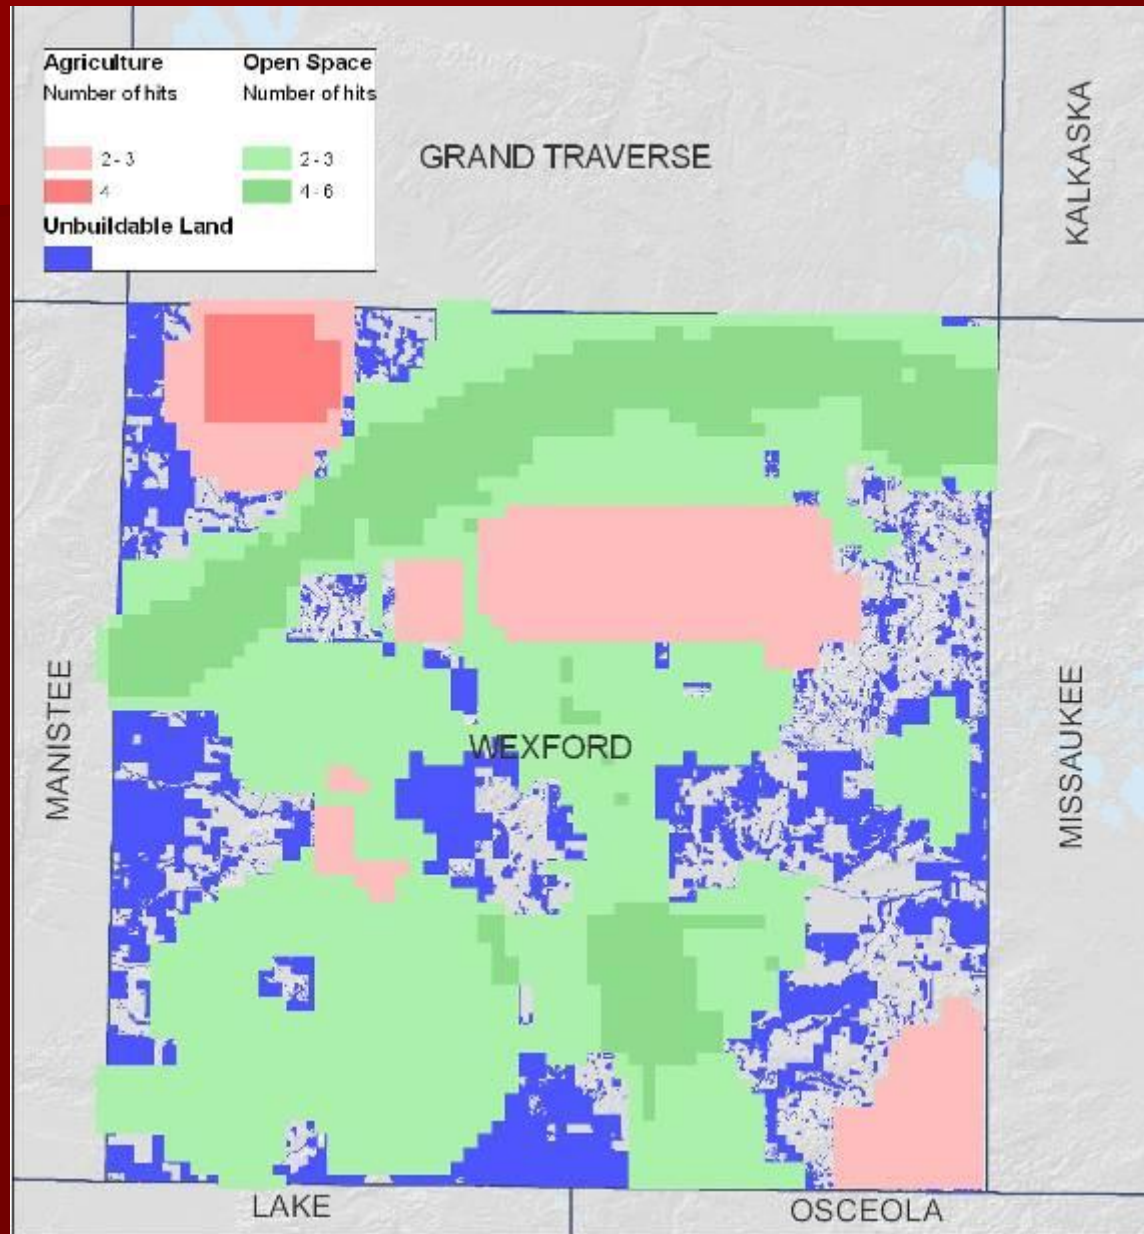 Agriculture Open Space
Number of hits Number of hits
2 - 3 2 - 3
4 4 - 6
Unbuildable Land
GRAND TRAVERSE
KALKASKA
MANISTEE
WEXFORD
MISSAUKEE
LAKE
OSCEOLA